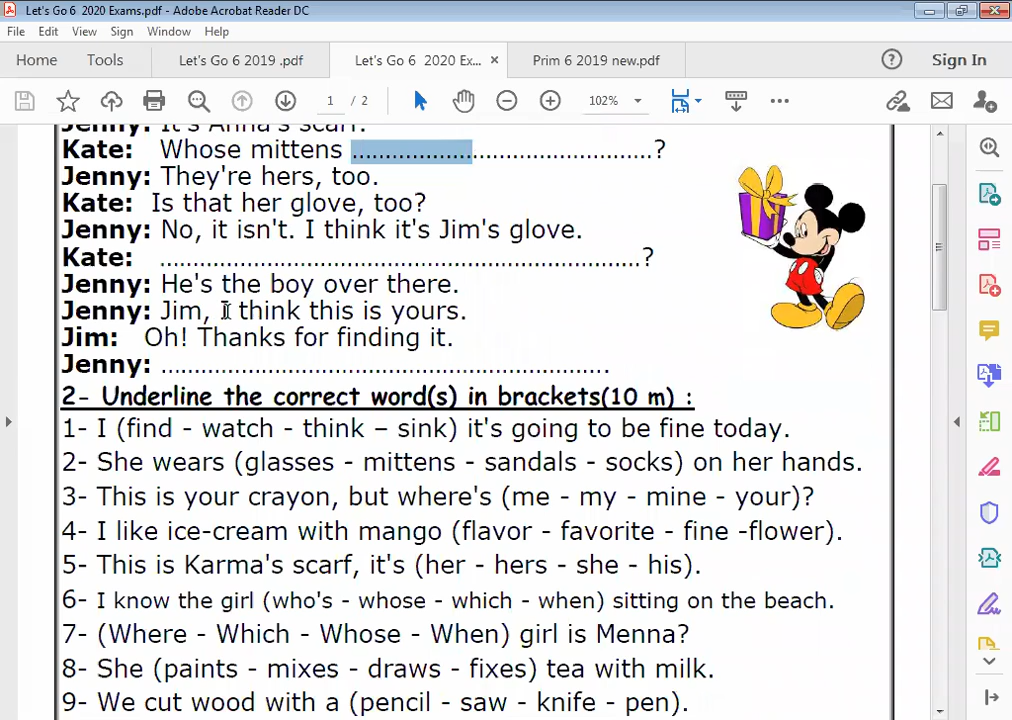 Let's Go 6 2020 Exams.pdf - Adobe Acrobat Reader DC
File Edit View Sign Window Help
Home Tools Let's Go 6 2019 .pdf Let's Go 6 2020 Ex... × Prim 6 2019 new.pdf Sign In
1 / 2 102%
Jenny: It's Anna's scarf.
Kate: Whose mittens .............................................?
Jenny: They're hers, too.
Kate: Is that her glove, too?
Jenny: No, it isn't. I think it's Jim's glove.
Kate: ........................................................................?
Jenny: He's the boy over there.
Jenny: Jim, I think this is yours.
Jim: Oh! Thanks for finding it.
Jenny: ...................................................................
2- Underline the correct word(s) in brackets(10 m) :
1- I (find - watch - think – sink) it's going to be fine today.
2- She wears (glasses - mittens - sandals - socks) on her hands.
3- This is your crayon, but where's (me - my - mine - your)?
4- I like ice-cream with mango (flavor - favorite - fine -flower).
5- This is Karma's scarf, it's (her - hers - she - his).
6- I know the girl (who's - whose - which - when) sitting on the beach.
7- (Where - Which - Whose - When) girl is Menna?
8- She (paints - mixes - draws - fixes) tea with milk.
9- We cut wood with a (pencil - saw - knife - pen).